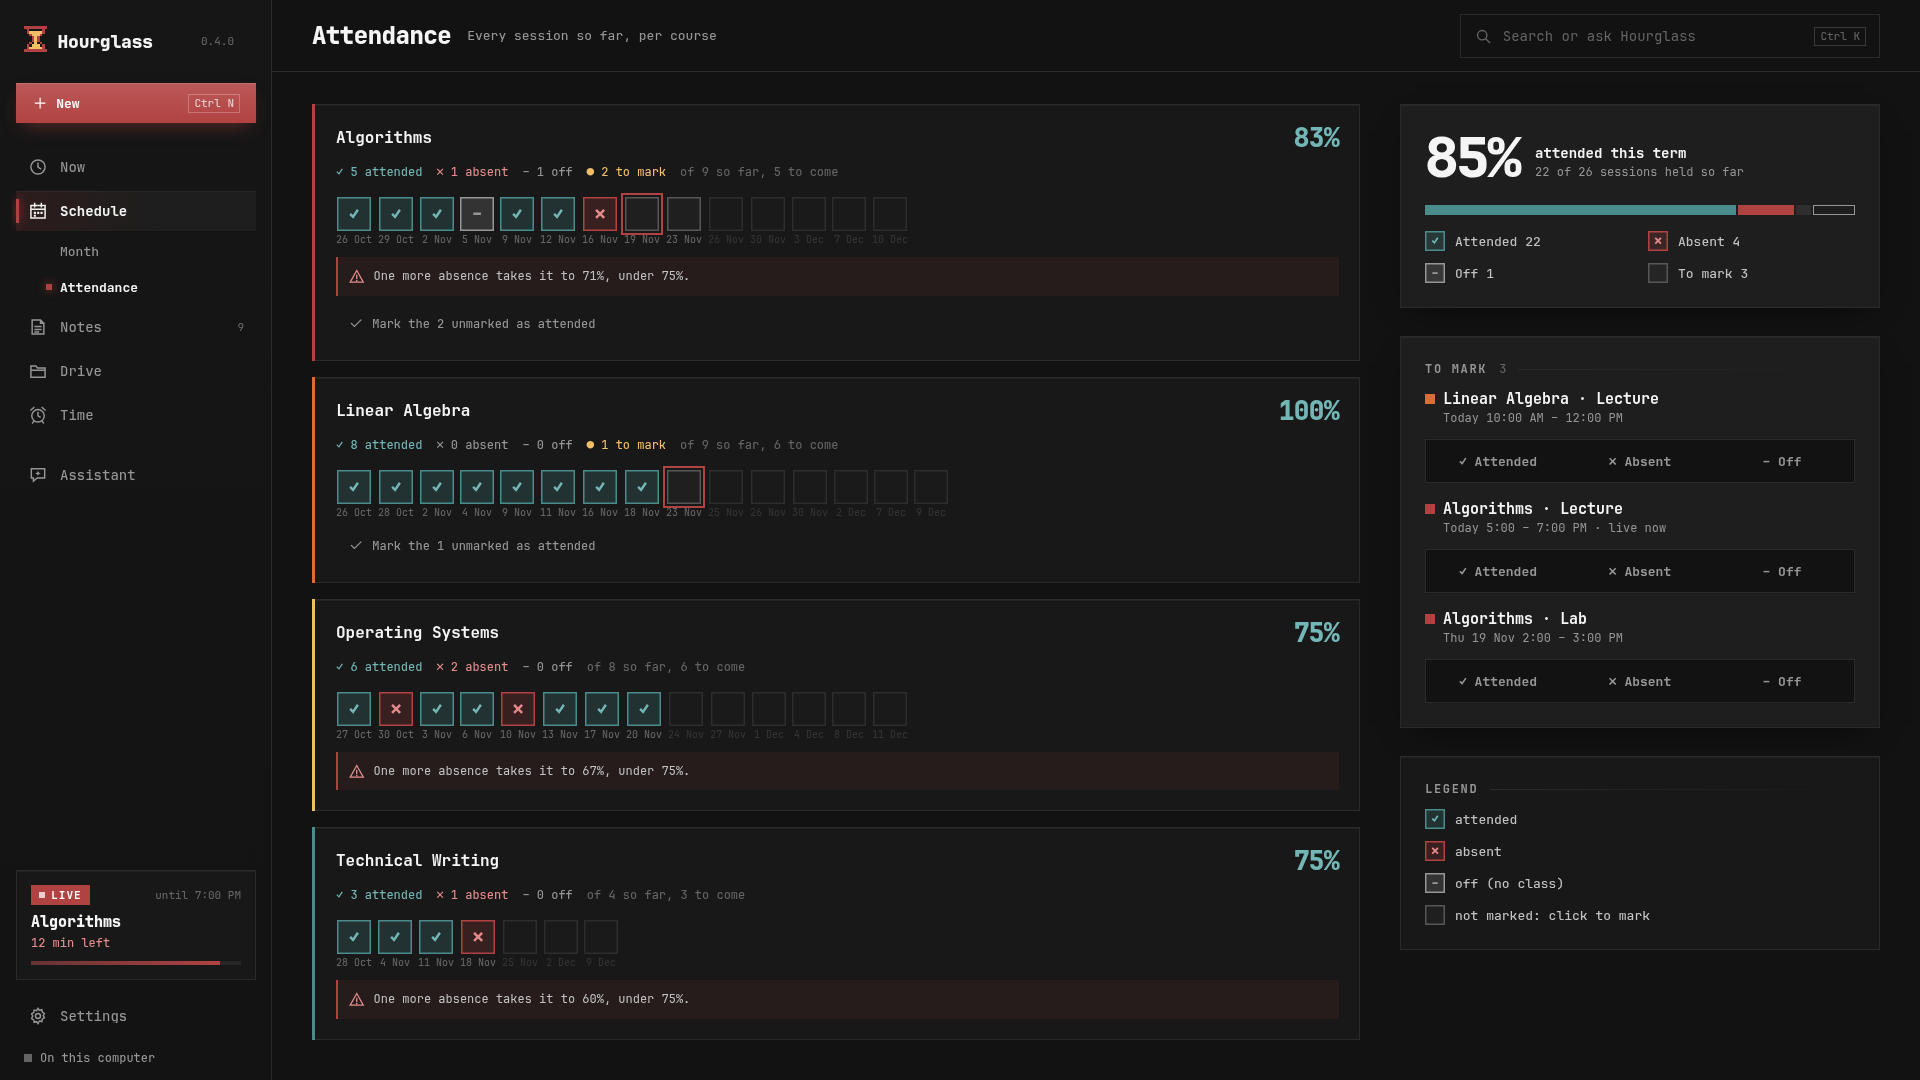 Hourglass
0.4.0
New
Ctrl N
Now
Schedule
Month
Attendance
Notes
9
Drive
Time
Assistant
LIVE
until 7:00 PM
Algorithms
12 min left
Settings
On this computer
Attendance
Every session so far, per course
Search or ask Hourglass
Ctrl K
Algorithms
83%
✓ 5 attended × 1 absent – 1 off ● 2 to mark of 9 so far, 5 to come
26 Oct 29 Oct 2 Nov 5 Nov 9 Nov 12 Nov 16 Nov 19 Nov 23 Nov 26 Nov 30 Nov 3 Dec 7 Dec 10 Dec
One more absence takes it to 71%, under 75%.
Mark the 2 unmarked as attended
Linear Algebra
100%
✓ 8 attended × 0 absent – 0 off ● 1 to mark of 9 so far, 6 to come
26 Oct 28 Oct 2 Nov 4 Nov 9 Nov 11 Nov 16 Nov 18 Nov 23 Nov 25 Nov 26 Nov 30 Nov 2 Dec 7 Dec 9 Dec
Mark the 1 unmarked as attended
Operating Systems
75%
✓ 6 attended × 2 absent – 0 off of 8 so far, 6 to come
27 Oct 30 Oct 3 Nov 6 Nov 10 Nov 13 Nov 17 Nov 20 Nov 24 Nov 27 Nov 1 Dec 4 Dec 8 Dec 11 Dec
One more absence takes it to 67%, under 75%.
Technical Writing
75%
✓ 3 attended × 1 absent – 0 off of 4 so far, 3 to come
28 Oct 4 Nov 11 Nov 18 Nov 25 Nov 2 Dec 9 Dec
One more absence takes it to 60%, under 75%.
85%
attended this term
22 of 26 sessions held so far
Attended 22
Absent 4
Off 1
To mark 3
TO MARK 3
Linear Algebra · Lecture
Today 10:00 AM – 12:00 PM
✓ Attended × Absent – Off
Algorithms · Lecture
Today 5:00 – 7:00 PM · live now
✓ Attended × Absent – Off
Algorithms · Lab
Thu 19 Nov 2:00 – 3:00 PM
✓ Attended × Absent – Off
LEGEND
attended
absent
off (no class)
not marked: click to mark